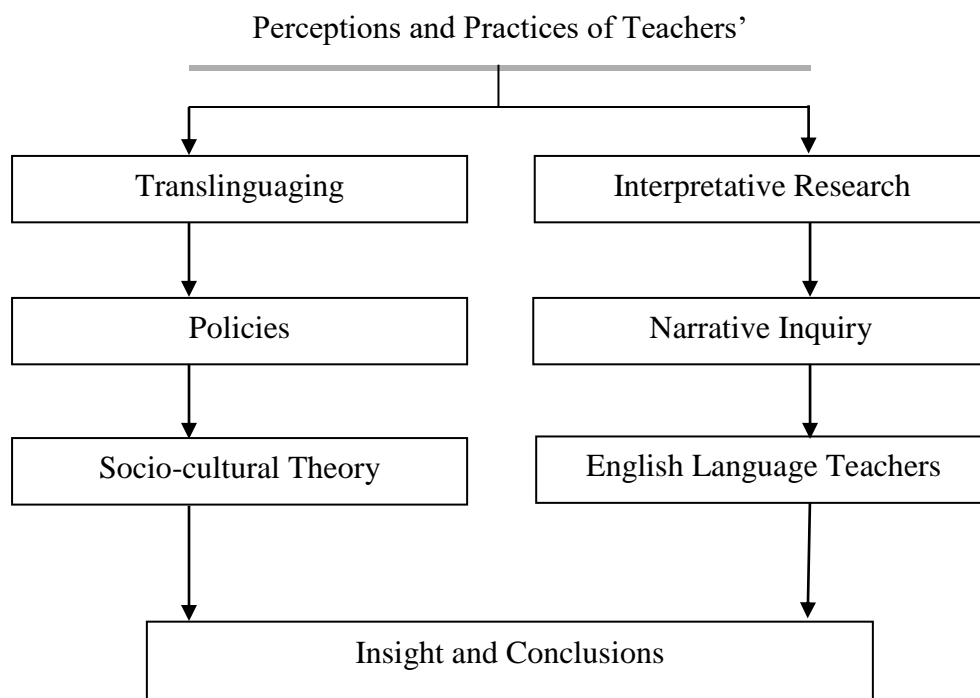 Perceptions and Practices of Teachers’
Translinguaging
Interpretative Research
Policies
Narrative Inquiry
Socio-cultural Theory
English Language Teachers
Insight and Conclusions